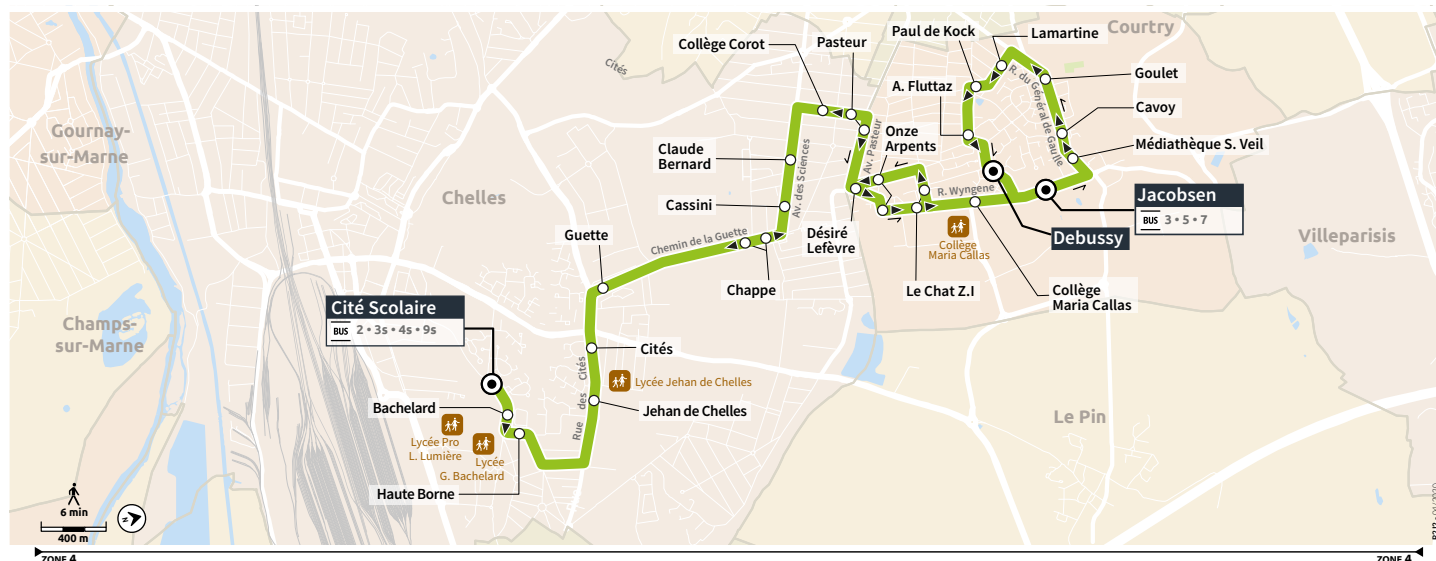 Courtry
Paul de Kock
Lamartine
Collège Corot
Pasteur
Cités
Goulet
A. Fluttaz
R. du Général de Gaulle
Cavoy
Gournay-
sur-Marne
Onze
Arpents
Av. Pasteur
Médiathèque S. Veil
Claude
Bernard
Av. des Sciences
Chelles
R. Wyngene
Jacobsen
BUS 3 • 5 • 7
Cassini
Villeparisis
Guette
Chemin de la Guette
Désiré
Lefèvre
Debussy
Collège
Maria Callas
Chappe
Le Chat Z.I
Collège
Maria Callas
Cité Scolaire
BUS 2 • 3s • 4s • 9s
Champs-
sur-Marne
Cités
Rue des Cités
Lycée Jehan de Chelles
Bachelard
Jehan de Chelles
Le Pin
Lycée Pro
L. Lumière
Lycée
G. Bachelard
Haute Borne
6 min
N
400 m
ZONE 4
ZONE 4